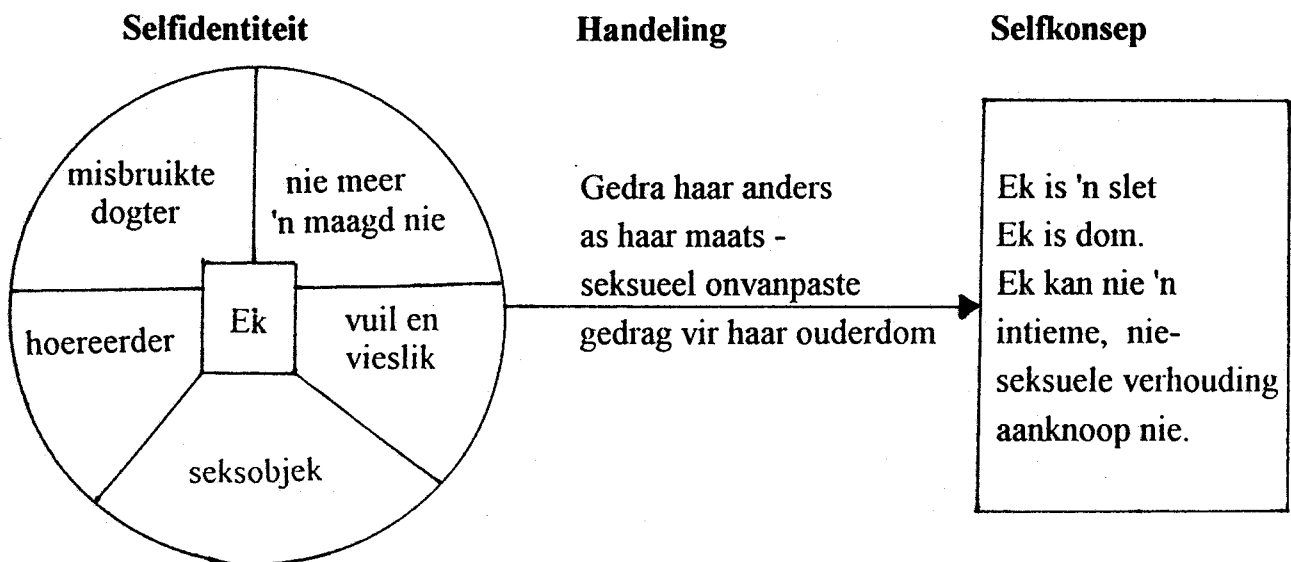 Selfidentiteit
Handeling
Selfkonsep
misbruikte
dogter
nie meer
'n maagd nie
hoereerder
Ek
vuil en
vieslik
seksobjek
Gedra haar anders
as haar maats -
seksueel onvanpaste
gedrag vir haar ouderdom
Ek is 'n slet
Ek is dom.
Ek kan nie 'n
intieme, nie-
seksuele verhouding
aanknoop nie.